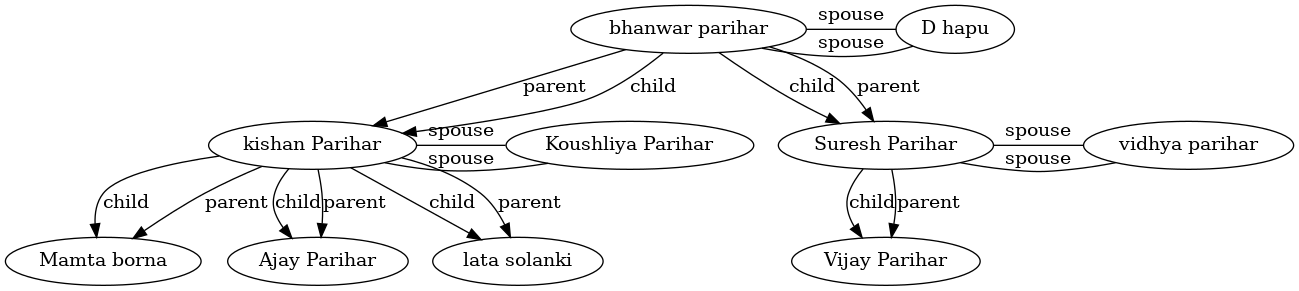 spouse
bhanwar parihar
D hapu
spouse
parent
child
child
parent
spouse
kishan Parihar
Koushliya Parihar
spouse
spouse
Suresh Parihar
vidhya parihar
spouse
child
parent
child
parent
child
parent
child
parent
Mamta borna
Ajay Parihar
lata solanki
Vijay Parihar